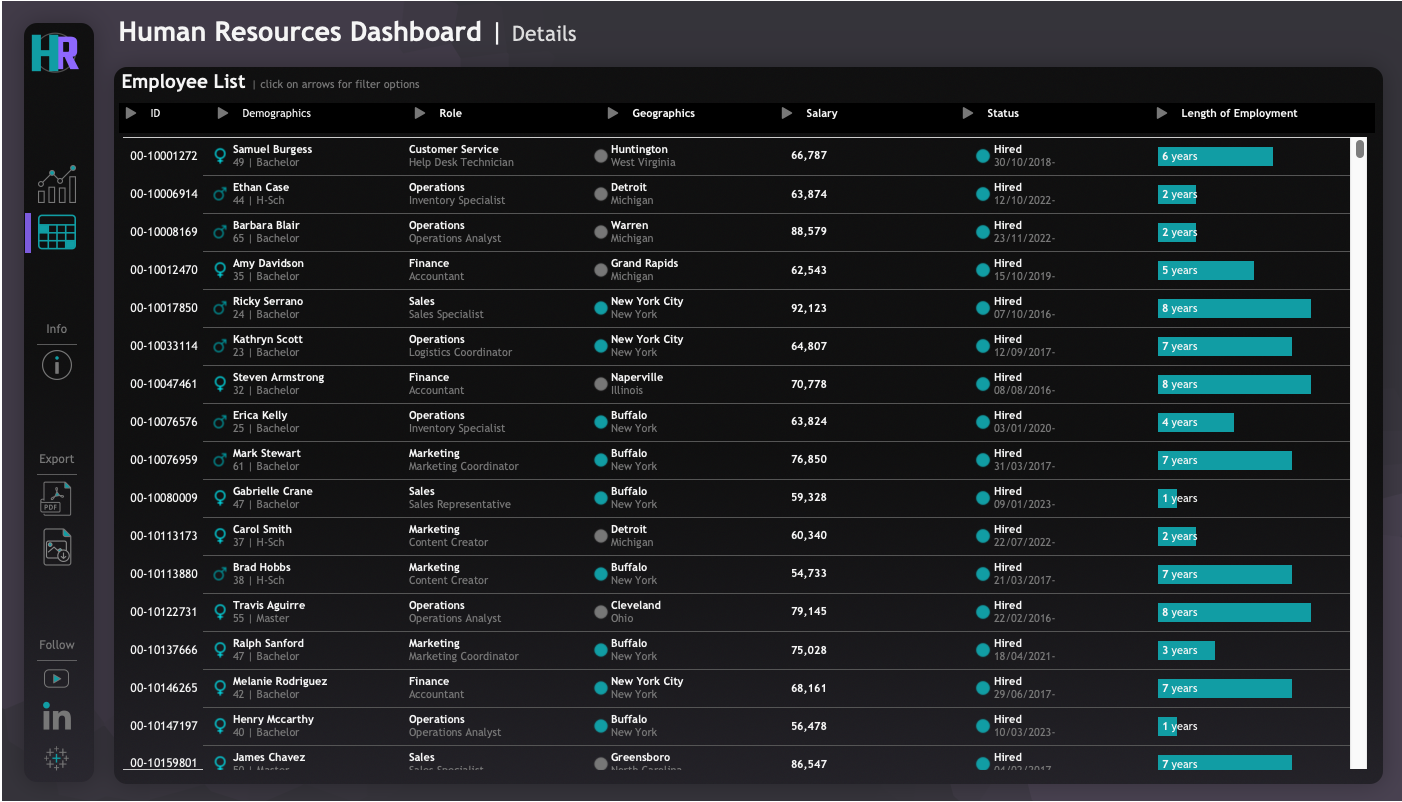 HR
Human Resources Dashboard | Details
Employee List | click on arrows for filter options
ID Demographics Role Geographics Salary Status Length of Employment
00-10001272 Samuel Burgess Customer Service Huntington 66,787 Hired 6 years
49 | Bachelor Help Desk Technician West Virginia 30/10/2018-
00-10006914 Ethan Case Operations Detroit 63,874 Hired 2 years
44 | H-Sch Inventory Specialist Michigan 12/10/2022-
00-10008169 Barbara Blair Operations Warren 88,579 Hired 2 years
65 | Bachelor Operations Analyst Michigan 23/11/2022-
00-10012470 Amy Davidson Finance Grand Rapids 62,543 Hired 5 years
35 | Bachelor Accountant Michigan 15/10/2019-
00-10017850 Ricky Serrano Sales New York City 92,123 Hired 8 years
24 | Bachelor Sales Specialist New York 07/10/2016-
00-10033114 Kathryn Scott Operations New York City 64,807 Hired 7 years
23 | Bachelor Logistics Coordinator New York 12/09/2017-
00-10047461 Steven Armstrong Finance Naperville 70,778 Hired 8 years
32 | Bachelor Accountant Illinois 08/08/2016-
00-10076576 Erica Kelly Operations Buffalo 63,824 Hired 4 years
25 | Bachelor Inventory Specialist New York 03/01/2020-
00-10076959 Mark Stewart Marketing Buffalo 76,850 Hired 7 years
61 | Bachelor Marketing Coordinator New York 31/03/2017-
00-10080009 Gabrielle Crane Sales Buffalo 59,328 Hired 1 years
47 | Bachelor Sales Representative New York 09/01/2023-
00-10113173 Carol Smith Marketing Detroit 60,340 Hired 2 years
37 | H-Sch Content Creator Michigan 22/07/2022-
00-10113880 Brad Hobbs Marketing Buffalo 54,733 Hired 7 years
38 | H-Sch Content Creator New York 21/03/2017-
00-10122731 Travis Aguirre Operations Cleveland 79,145 Hired 8 years
55 | Master Operations Analyst Ohio 22/02/2016-
00-10137666 Ralph Sanford Marketing Buffalo 75,028 Hired 3 years
47 | Bachelor Marketing Coordinator New York 18/04/2021-
00-10146265 Melanie Rodriguez Finance New York City 68,161 Hired 7 years
42 | Bachelor Accountant New York 29/06/2017-
00-10147197 Henry Mccarthy Operations Buffalo 56,478 Hired 1 years
40 | Bachelor Operations Analyst New York 10/03/2023-
00-10159801 James Chavez Sales Greensboro 86,547 Hired 7 years
Master Sales Specialist North Carolina
Info
Export
PDF
Follow
in